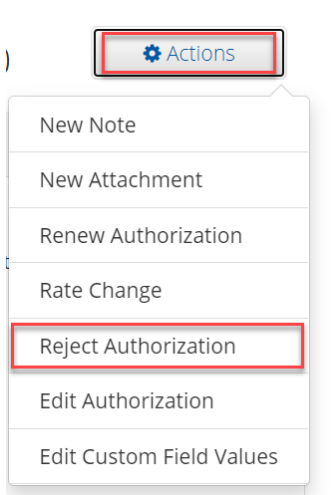 )
Actions
New Note
New Attachment
Renew Authorization
t
Rate Change
Reject Authorization
Edit Authorization
Edit Custom Field Values